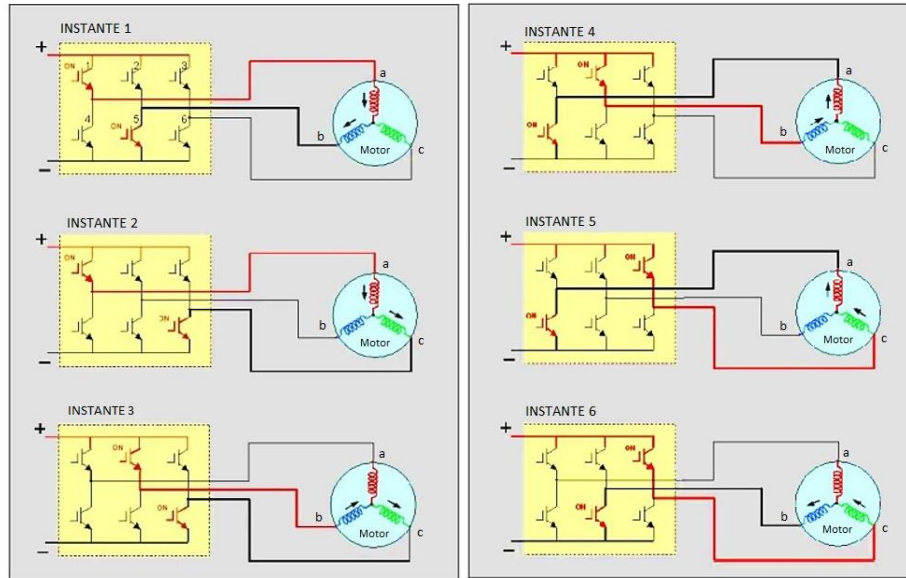 INSTANTE 1
+
ON
1 2 3
4 5 6
ON
−
a
b
c
Motor
INSTANTE 2
+
ON
ON
−
a
b
c
Motor
INSTANTE 3
+
ON
ON
−
a
b
c
Motor
INSTANTE 4
+
ON
ON
−
a
b
c
Motor
INSTANTE 5
+
ON
ON
−
a
b
c
Motor
INSTANTE 6
+
ON
ON
−
a
b
c
Motor